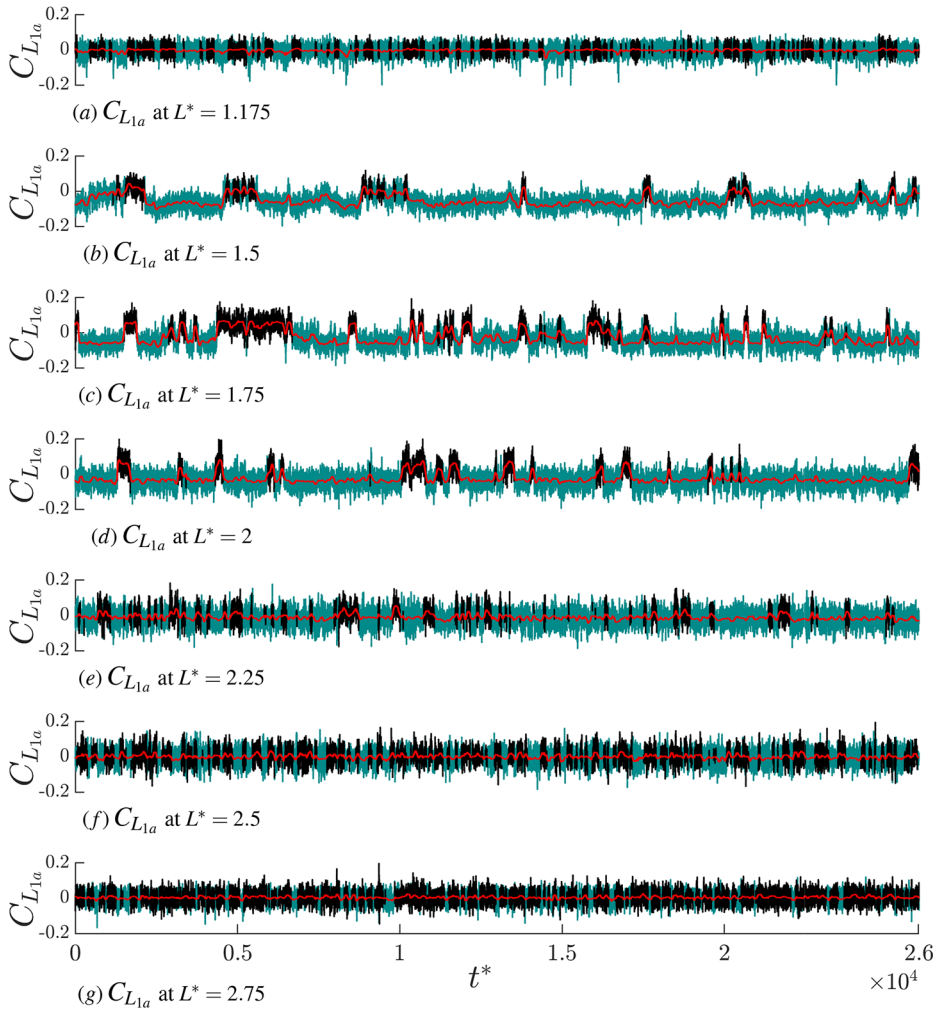 0.2
0
-0.2
C_{L_{1a}}
(a) C_{L_{1a}} at L* = 1.175
0.2
0
-0.2
C_{L_{1a}}
(b) C_{L_{1a}} at L* = 1.5
0.2
0
-0.2
C_{L_{1a}}
(c) C_{L_{1a}} at L* = 1.75
0.2
0
-0.2
C_{L_{1a}}
(d) C_{L_{1a}} at L* = 2
0.2
0
-0.2
C_{L_{1a}}
(e) C_{L_{1a}} at L* = 2.25
0.2
0
-0.2
C_{L_{1a}}
(f) C_{L_{1a}} at L* = 2.5
0.2
0
-0.2
C_{L_{1a}}
0 0.5 1 1.5 2 2.6
t*
×10^4
(g) C_{L_{1a}} at L* = 2.75